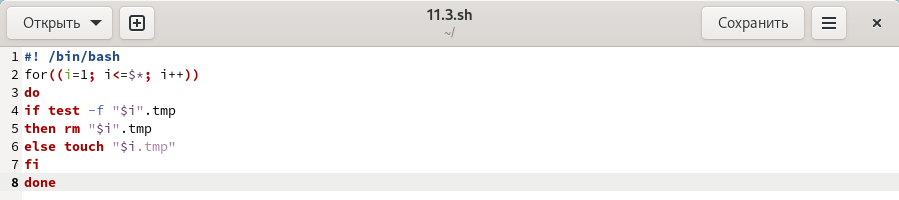 Открыть 11.3.sh Сохранить
~/
1 #! /bin/bash
2 for((i=1; i<=$*; i++))
3 do
4 if test -f "$i".tmp
5 then rm "$i".tmp
6 else touch "$i.tmp"
7 fi
8 done